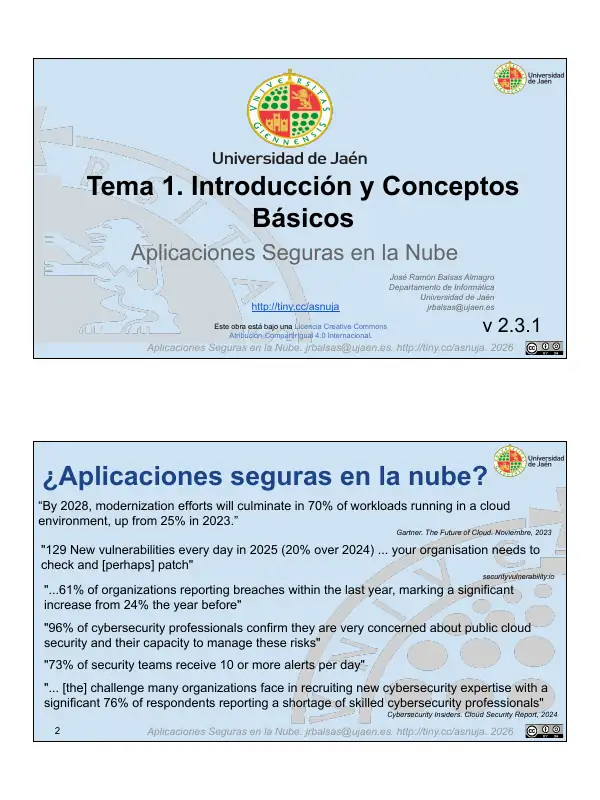 Universidad
de Jaén
UNIVERSITAS
GIENNENSIS
Universidad de Jaén
Tema 1. Introducción y Conceptos
Básicos
Aplicaciones Seguras en la Nube
José Ramón Balsas Almagro
Departamento de Informática
Universidad de Jaén
jrbalsas@ujaen.es
http://tiny.cc/asnuja
v 2.3.1
Este obra está bajo una Licencia Creative Commons
Atribución-CompartirIgual 4.0 Internacional.
Aplicaciones Seguras en la Nube. jrbalsas@ujaen.es. http://tiny.cc/asnuja. 2026
Universidad
de Jaén
¿Aplicaciones seguras en la nube?
“By 2028, modernization efforts will culminate in 70% of workloads running in a cloud
environment, up from 25% in 2023.”
Gartner. The Future of Cloud. Noviembre, 2023
"129 New vulnerabilities every day in 2025 (20% over 2024) ... your organisation needs to
check and [perhaps] patch"
securityvulnerability.io
"...61% of organizations reporting breaches within the last year, marking a significant
increase from 24% the year before"
"96% of cybersecurity professionals confirm they are very concerned about public cloud
security and their capacity to manage these risks"
"73% of security teams receive 10 or more alerts per day"
"... [the] challenge many organizations face in recruiting new cybersecurity expertise with a
significant 76% of respondents reporting a shortage of skilled cybersecurity professionals"
Cybersecurity Insiders. Cloud Security Report, 2024
2
Aplicaciones Seguras en la Nube. jrbalsas@ujaen.es. http://tiny.cc/asnuja. 2026